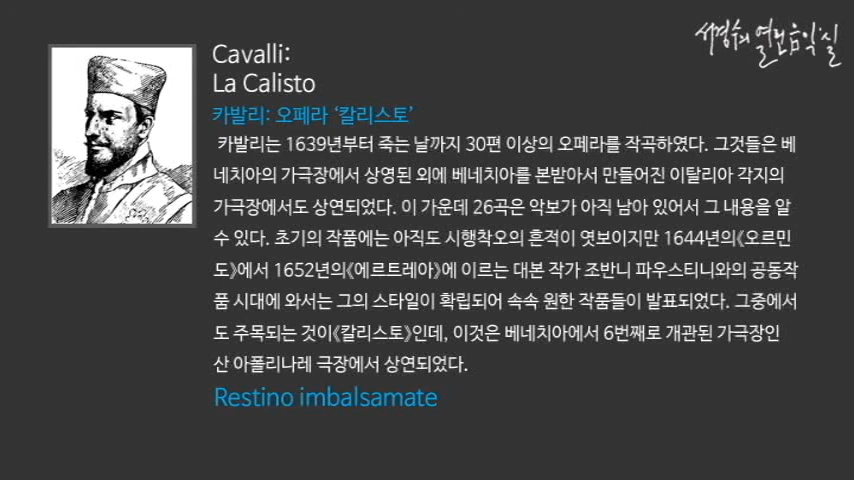 서경수의 열린음악실
Cavalli:
La Calisto
카발리: 오페라 ‘칼리스토’
카발리는 1639년부터 죽는 날까지 30편 이상의 오페라를 작곡하였다. 그것들은 베
네치아의 가극장에서 상영된 외에 베네치아를 본받아서 만들어진 이탈리아 각지의
가극장에서도 상연되었다. 이 가운데 26곡은 악보가 아직 남아 있어서 그 내용을 알
수 있다. 초기의 작품에는 아직도 시행착오의 흔적이 엿보이지만 1644년의《오르민
도》에서 1652년의《에르트레아》에 이르는 대본 작가 조반니 파우스티니와의 공동작
품 시대에 와서는 그의 스타일이 확립되어 속속 원한 작품들이 발표되었다. 그중에서
도 주목되는 것이《칼리스토》인데, 이것은 베네치아에서 6번째로 개관된 가극장인
산 아폴리나레 극장에서 상연되었다.
Restino imbalsamate